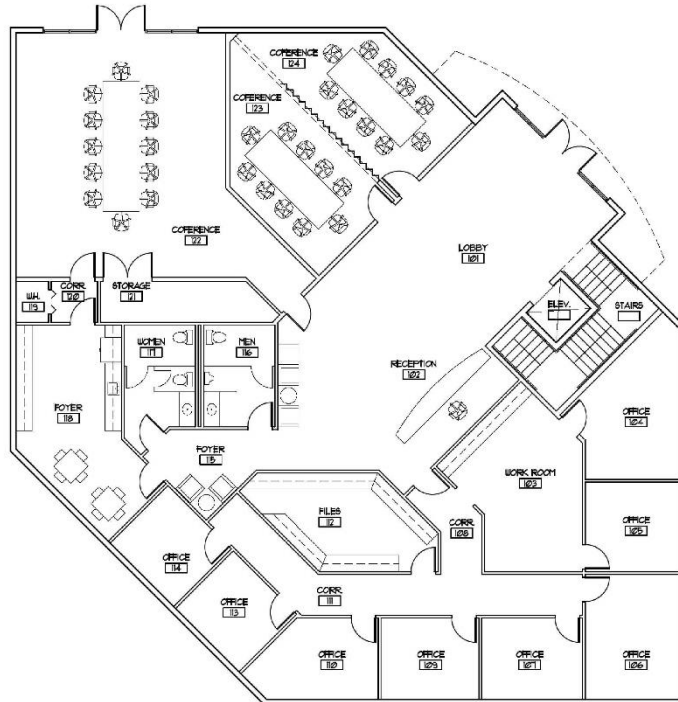 COFERENCE
124
COFERENCE
123
COFERENCE
122
LOBBY
101
W.H.
119
CORR.
120
STORAGE
121
ELEV.
STAIRS
WOMEN
117
MEN
116
RECEPTION
102
FOYER
118
OFFICE
104
FOYER
115
WORK ROOM
103
FILES
112
CORR.
108
OFFICE
105
OFFICE
114
CORR.
111
OFFICE
113
OFFICE
110
OFFICE
109
OFFICE
107
OFFICE
106